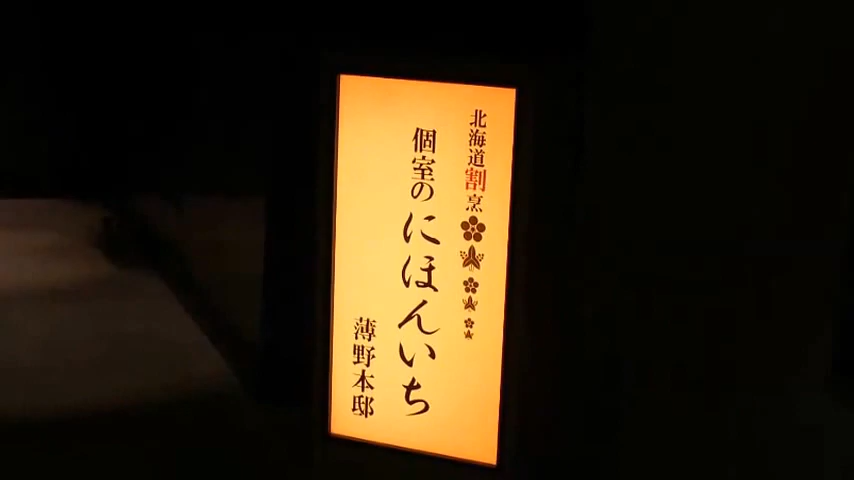 北海道割烹
個室のにほんいち
薄野本邸